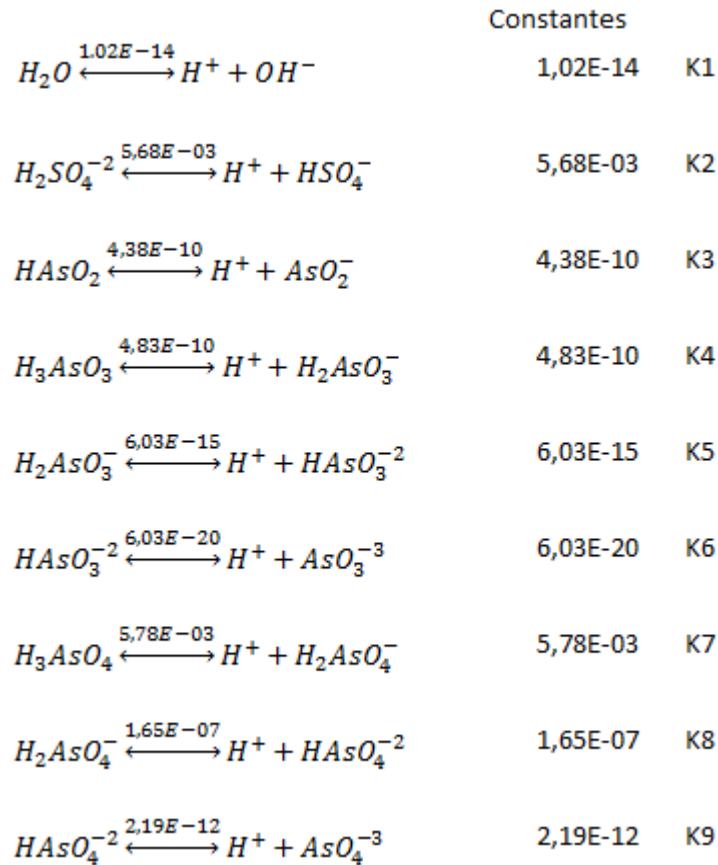 Constantes
H₂O ⟷ 1.02E−14 H⁺ + OH⁻ 1,02E-14 K1
H₂SO₄⁻² ⟷ 5,68E−03 H⁺ + HSO₄⁻ 5,68E-03 K2
HAsO₂ ⟷ 4,38E−10 H⁺ + AsO₂⁻ 4,38E-10 K3
H₃AsO₃ ⟷ 4,83E−10 H⁺ + H₂AsO₃⁻ 4,83E-10 K4
H₂AsO₃⁻ ⟷ 6,03E−15 H⁺ + HAsO₃⁻² 6,03E-15 K5
HAsO₃⁻² ⟷ 6,03E−20 H⁺ + AsO₃⁻³ 6,03E-20 K6
H₃AsO₄ ⟷ 5,78E−03 H⁺ + H₂AsO₄⁻ 5,78E-03 K7
H₂AsO₄⁻ ⟷ 1,65E−07 H⁺ + HAsO₄⁻² 1,65E-07 K8
HAsO₄⁻² ⟷ 2,19E−12 H⁺ + AsO₄⁻³ 2,19E-12 K9